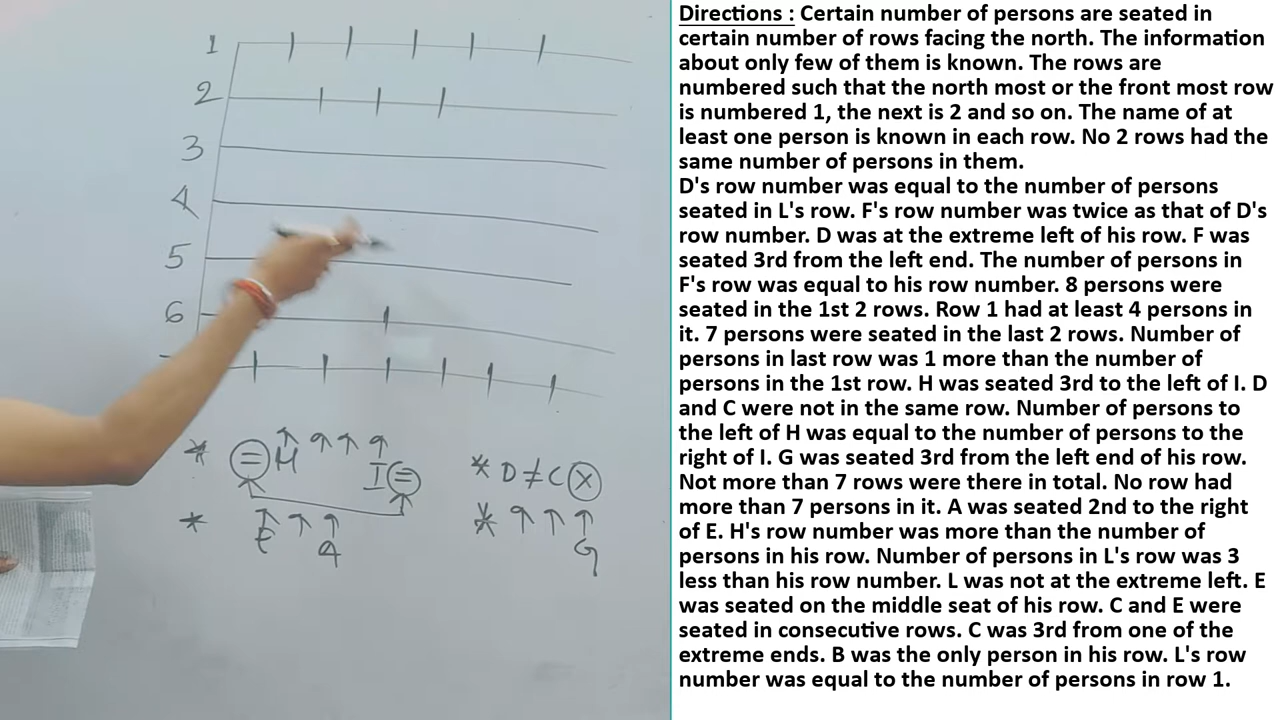 1
2
3
4
5
6
* = H I =
* E A
* D ≠ C X
* G
Directions : Certain number of persons are seated in
certain number of rows facing the north. The information
about only few of them is known. The rows are
numbered such that the north most or the front most row
is numbered 1, the next is 2 and so on. The name of at
least one person is known in each row. No 2 rows had the
same number of persons in them.
D's row number was equal to the number of persons
seated in L's row. F's row number was twice as that of D's
row number. D was at the extreme left of his row. F was
seated 3rd from the left end. The number of persons in
F's row was equal to his row number. 8 persons were
seated in the 1st 2 rows. Row 1 had at least 4 persons in
it. 7 persons were seated in the last 2 rows. Number of
persons in last row was 1 more than the number of
persons in the 1st row. H was seated 3rd to the left of I. D
and C were not in the same row. Number of persons to
the left of H was equal to the number of persons to the
right of I. G was seated 3rd from the left end of his row.
Not more than 7 rows were there in total. No row had
more than 7 persons in it. A was seated 2nd to the right
of E. H's row number was more than the number of
persons in his row. Number of persons in L's row was 3
less than his row number. L was not at the extreme left. E
was seated on the middle seat of his row. C and E were
seated in consecutive rows. C was 3rd from one of the
extreme ends. B was the only person in his row. L's row
number was equal to the number of persons in row 1.